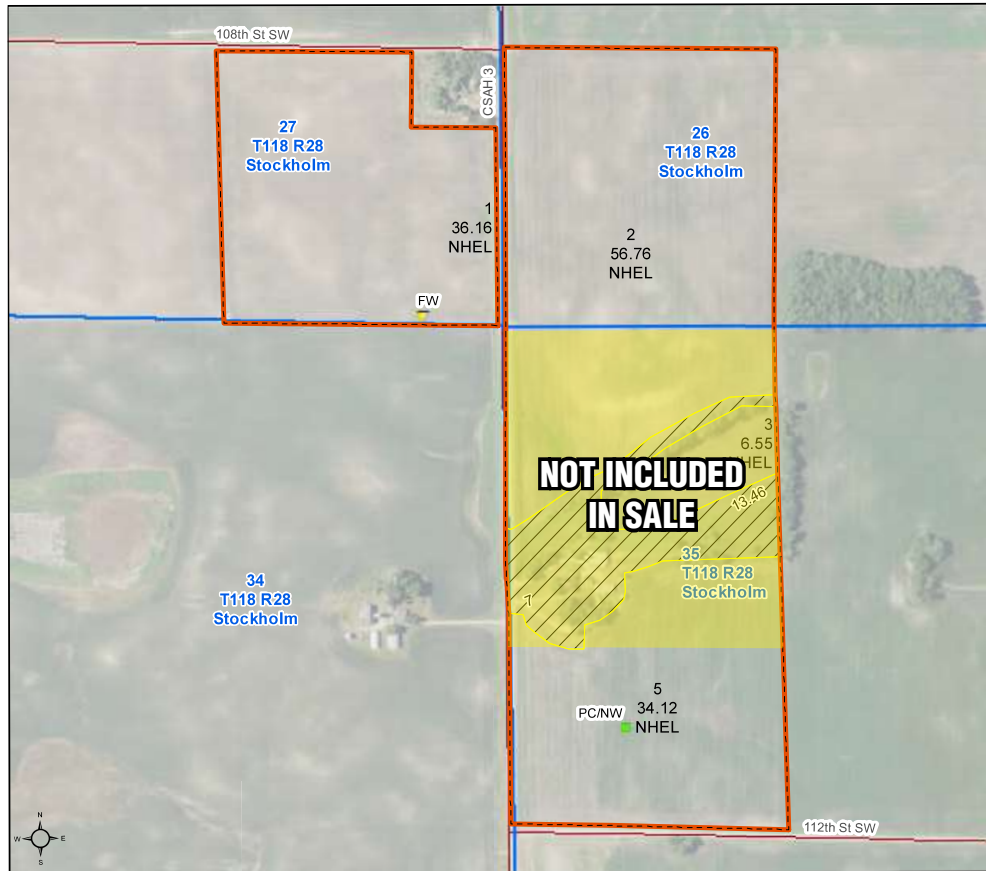 108th St SW
CSAH 3
27
T118 R28
Stockholm
26
T118 R28
Stockholm
1
36.16
NHEL
2
56.76
NHEL
FW
3
6.55
HEL
NOT INCLUDED
IN SALE
13.46
35
T118 R28
Stockholm
34
T118 R28
Stockholm
7
5
34.12
NHEL
PC/NW
112th St SW
N
W
E
S